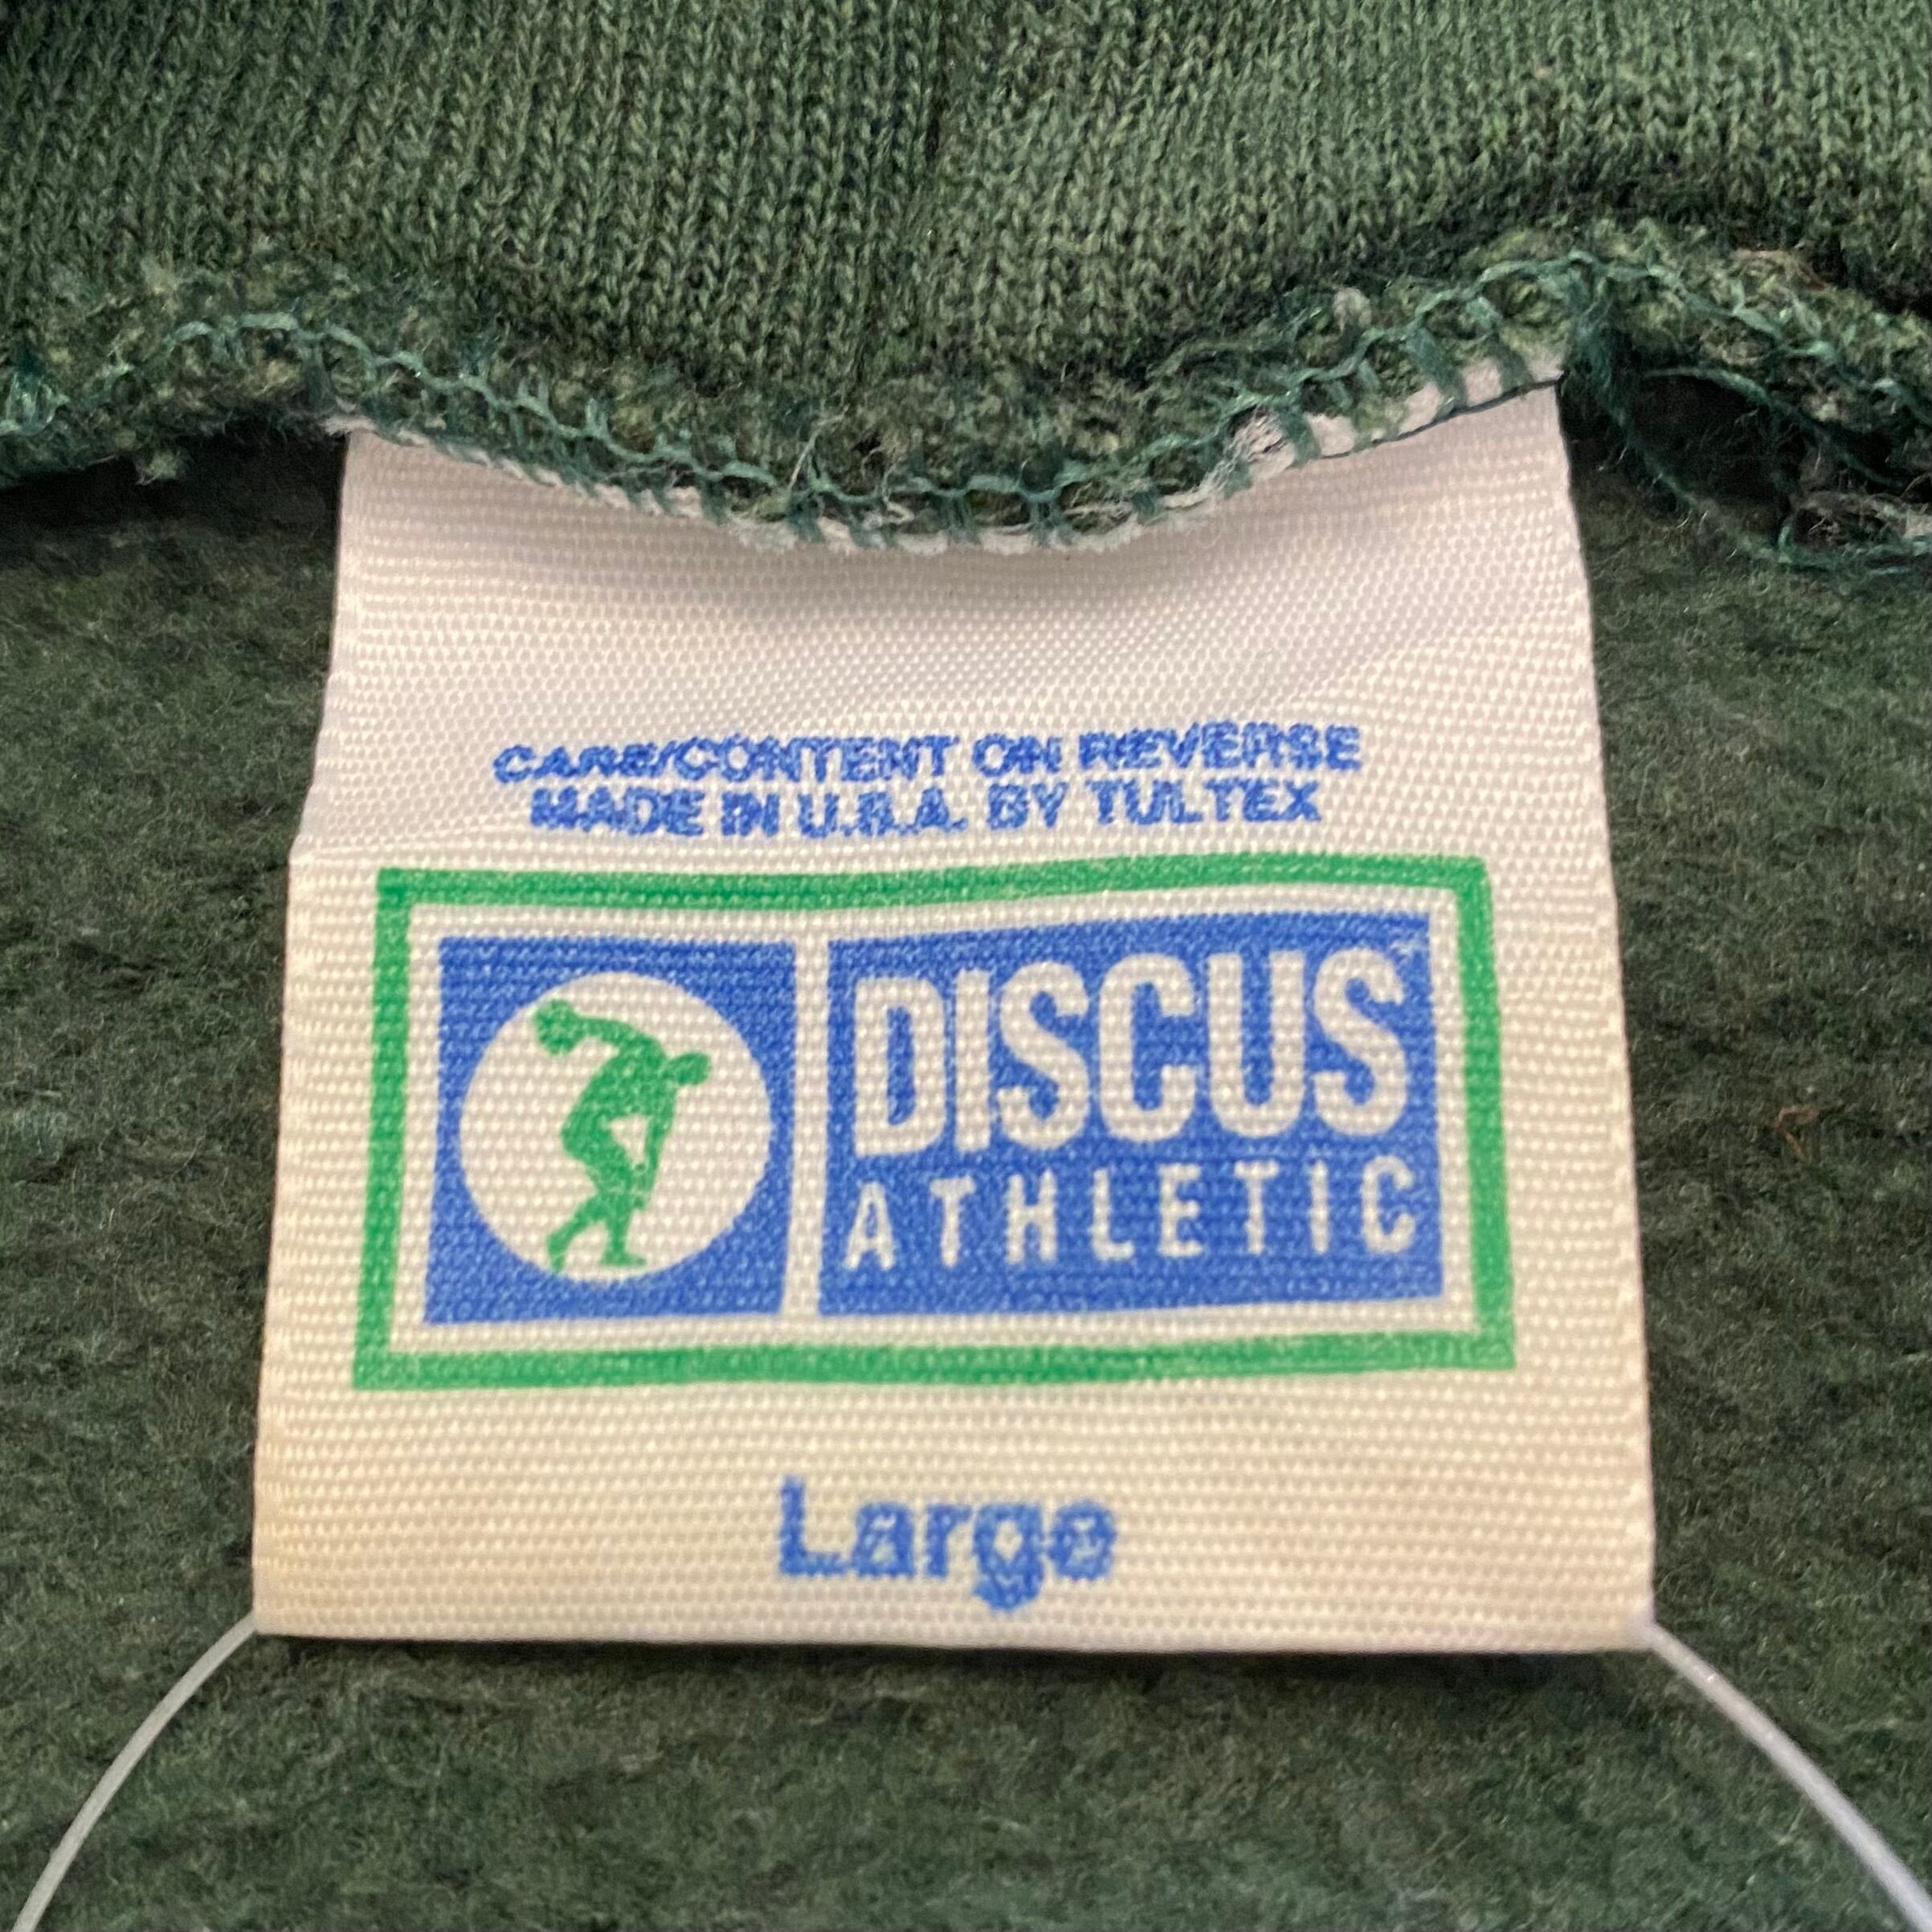 CARE/CONTENT ON REVERSE
MADE IN U.S.A. BY TULTEX
DISCUS
ATHLETIC
Large